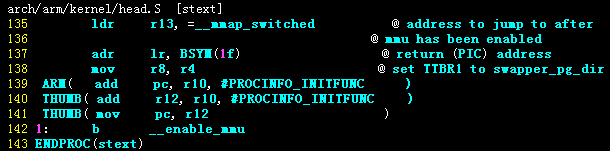 arch/arm/kernel/head.S [stext]
135 ldr r13, =__mmap_switched @ address to jump to after
136 @ mmu has been enabled
137 adr lr, BSYM(1f) @ return (PIC) address
138 mov r8, r4 @ set TTBR1 to swapper_pg_dir
139 ARM( add pc, r10, #PROCINFO_INITFUNC )
140 THUMB( add r12, r10, #PROCINFO_INITFUNC )
141 THUMB( mov pc, r12 )
142 1: b __enable_mmu
143 ENDPROC(stext)